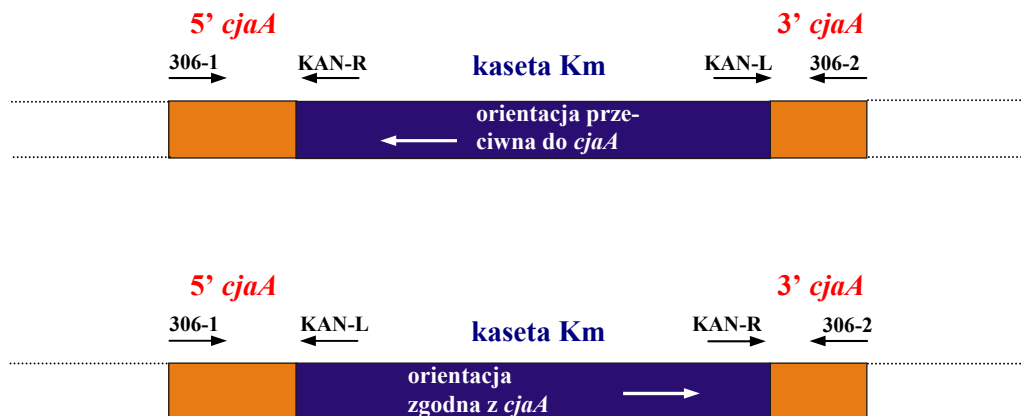 5’ cjaA 3’ cjaA
306-1 KAN-R kaseta Km KAN-L 306-2
orientacja prze-
ciwna do cjaA
5’ cjaA 3’ cjaA
306-1 KAN-L kaseta Km KAN-R 306-2
orientacja
zgodna z cjaA